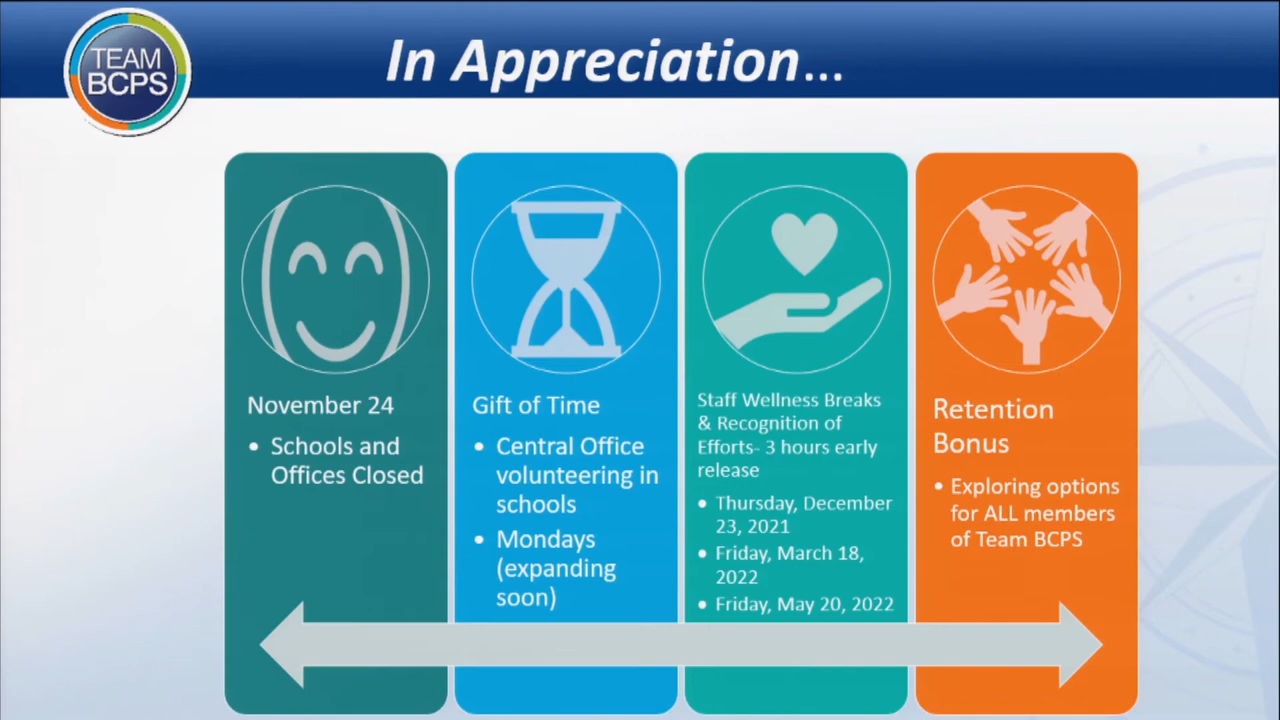 TEAM
BCPS
In Appreciation...
November 24
• Schools and
Offices Closed
Gift of Time
• Central Office
volunteering in
schools
• Mondays
(expanding
soon)
Staff Wellness Breaks
& Recognition of
Efforts- 3 hours early
release
• Thursday, December
23, 2021
• Friday, March 18,
2022
• Friday, May 20, 2022
Retention
Bonus
• Exploring options
for ALL members
of Team BCPS